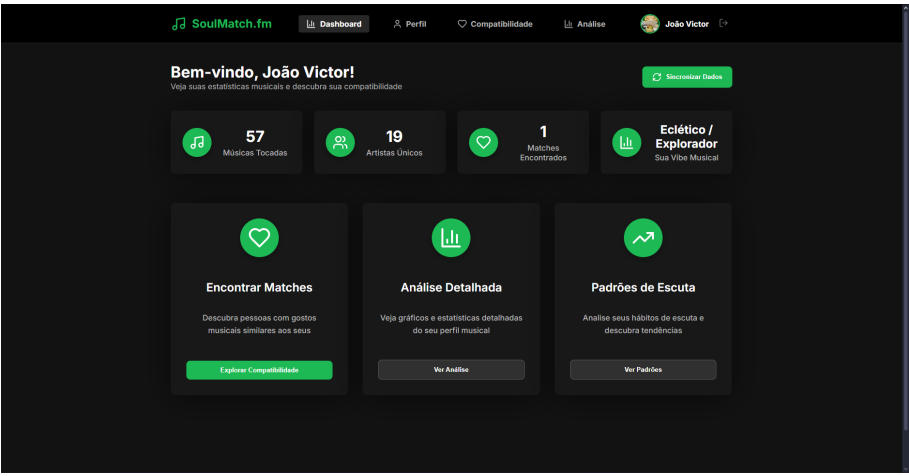 SoulMatch.fm
Dashboard
Perfil
Compatibilidade
Análise
João Victor
Bem-vindo, João Victor!
Veja suas estatísticas musicais e descubra sua compatibilidade
Sincronizar Dados
57
Músicas Tocadas
19
Artistas Únicos
1
Matches
Encontrados
Eclético /
Explorador
Sua Vibe Musical
Encontrar Matches
Descubra pessoas com gostos
musicais similares aos seus
Explorar Compatibilidade
Análise Detalhada
Veja gráficos e estatísticas detalhadas
do seu perfil musical
Ver Análise
Padrões de Escuta
Analise seus hábitos de escuta e
descubra tendências
Ver Padrões